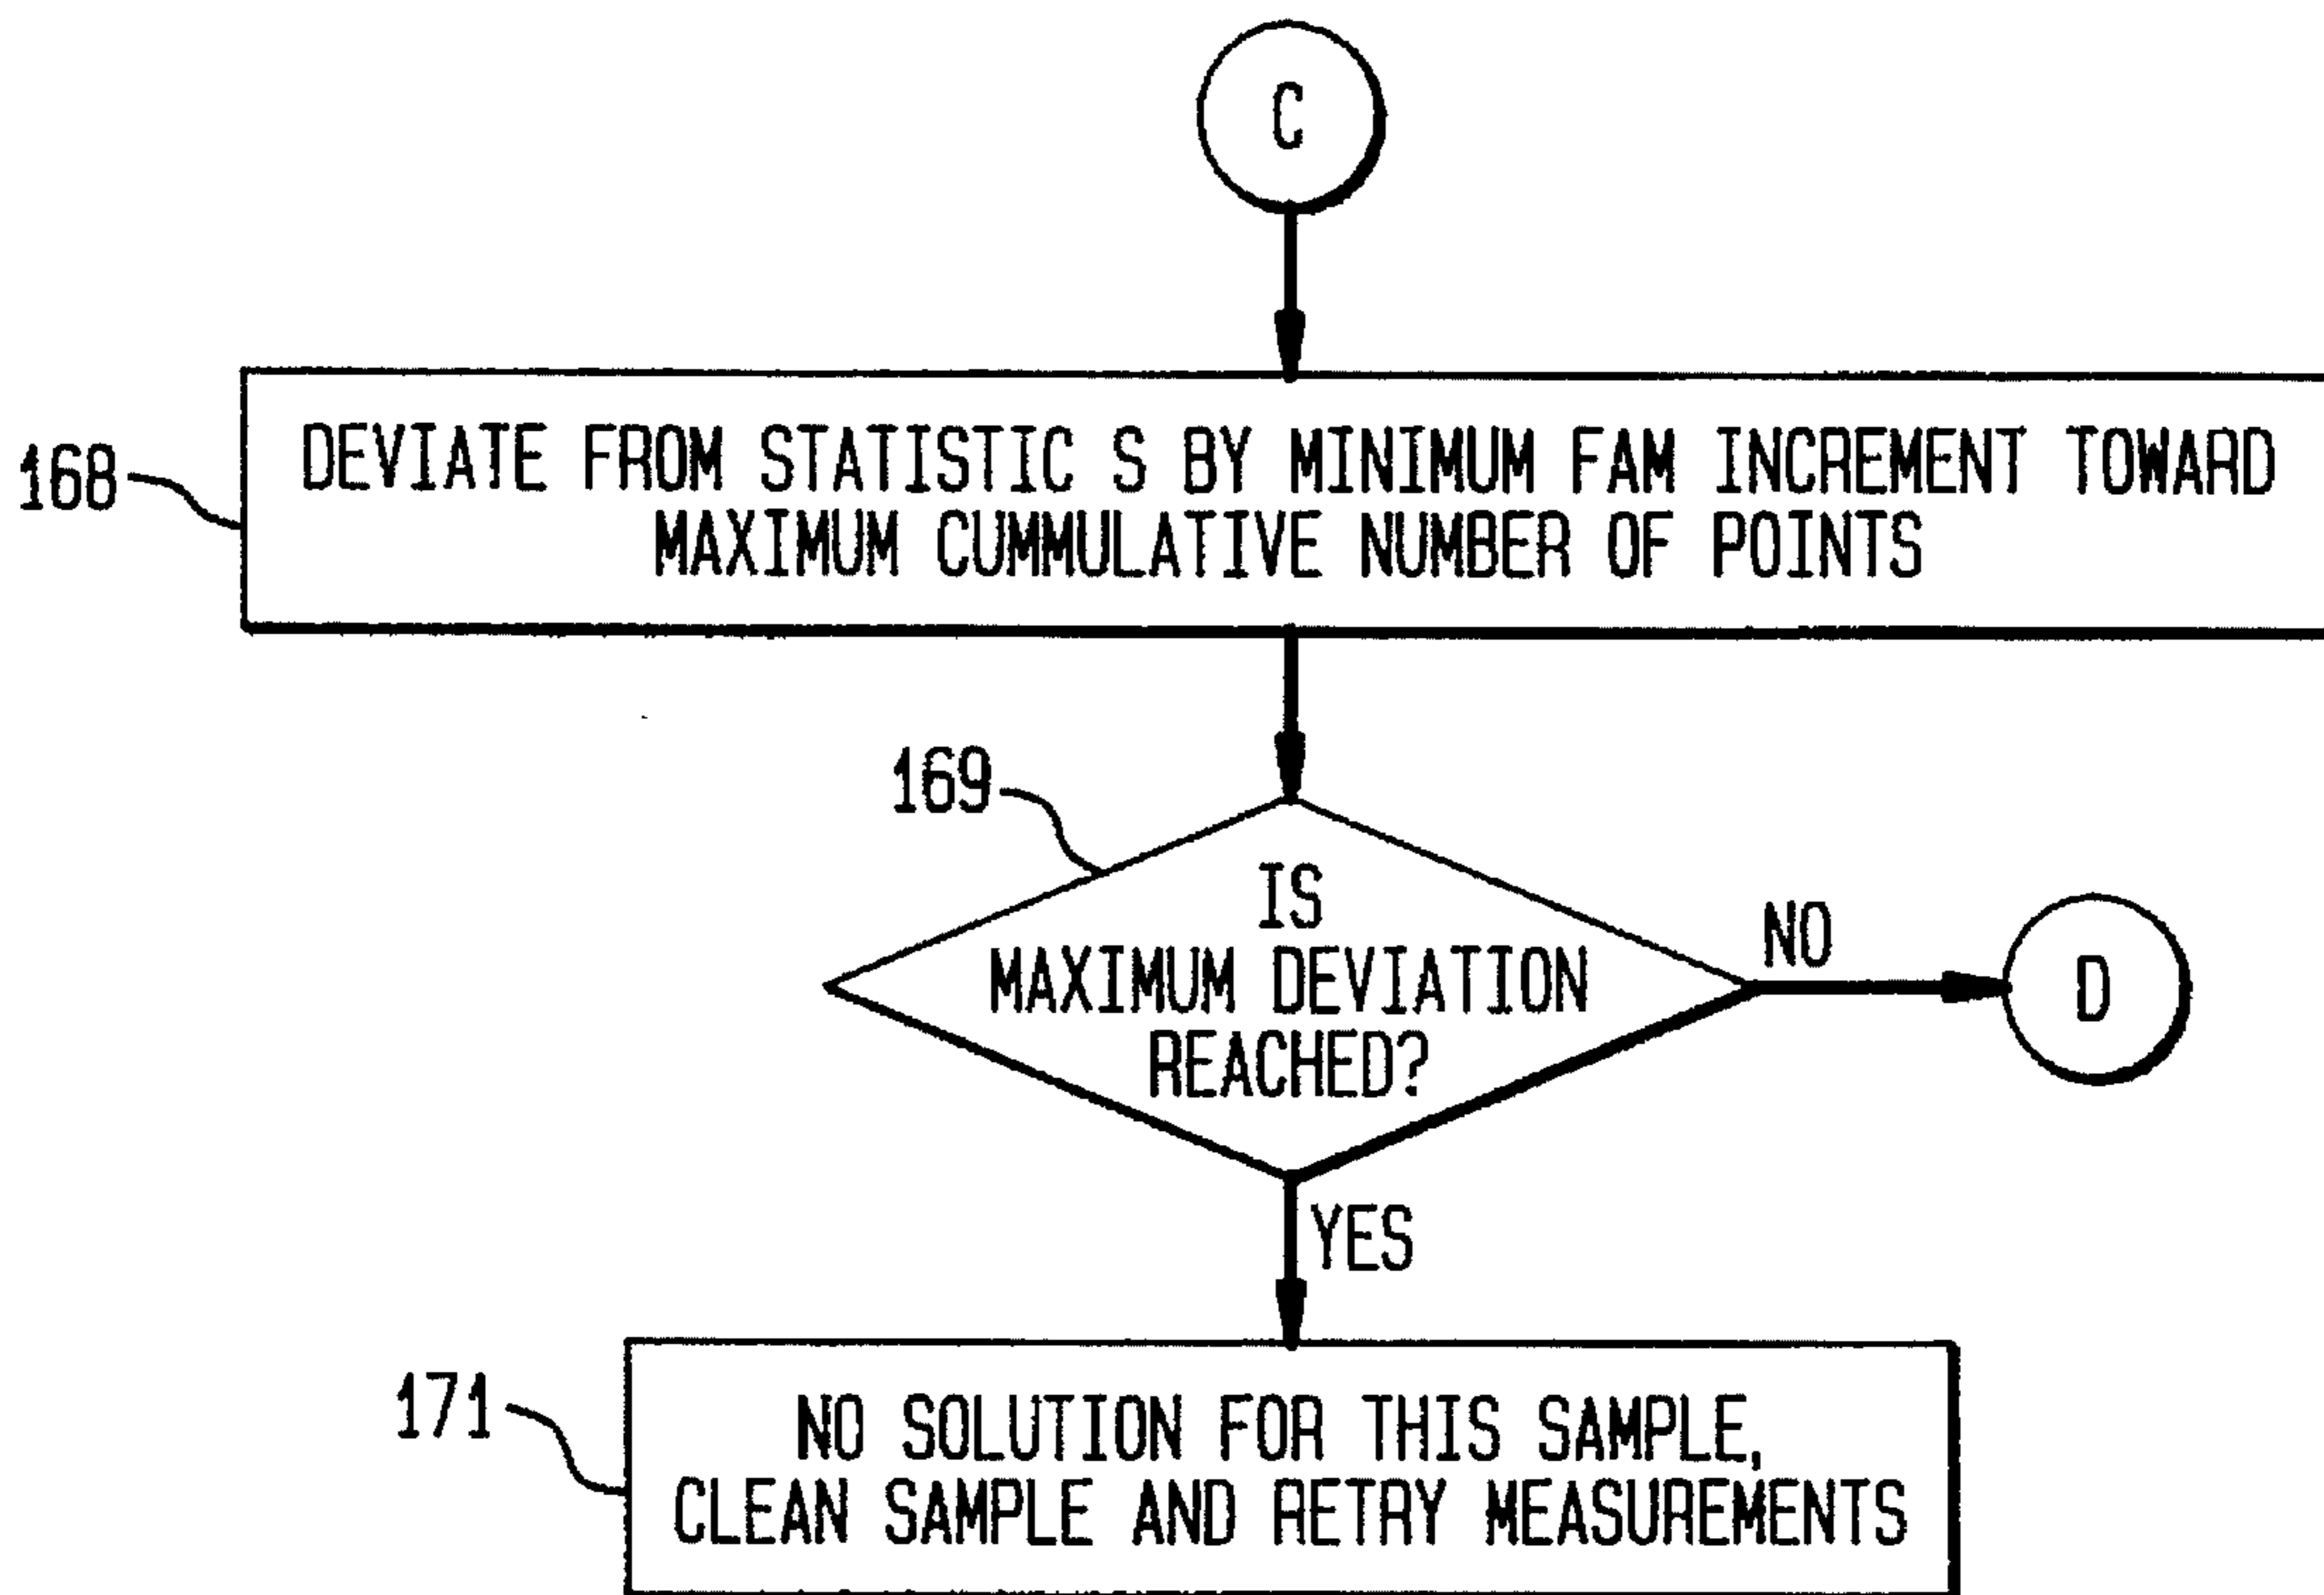 C
168
DEVIATE FROM STATISTIC S BY MINIMUM FAM INCREMENT TOWARD
MAXIMUM CUMMULATIVE NUMBER OF POINTS
169
IS
MAXIMUM DEVIATION
REACHED?
NO
D
YES
171
NO SOLUTION FOR THIS SAMPLE,
CLEAN SAMPLE AND RETRY MEASUREMENTS